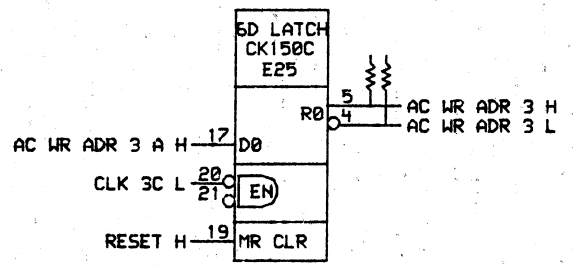 6D LATCH
CK150C
E25
R0
5 AC WR ADR 3 H
4 AC WR ADR 3 L
AC WR ADR 3 A H 17 D0
CLK 3C L 20
21 EN
RESET H 19 MR CLR